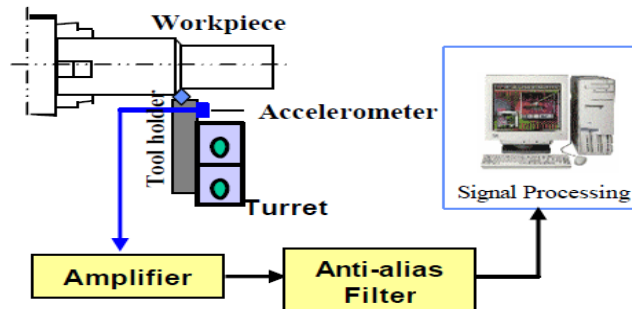 Workpiece
Accelerometer
Tool holder
Turret
Signal Processing
Amplifier
Anti-alias
Filter